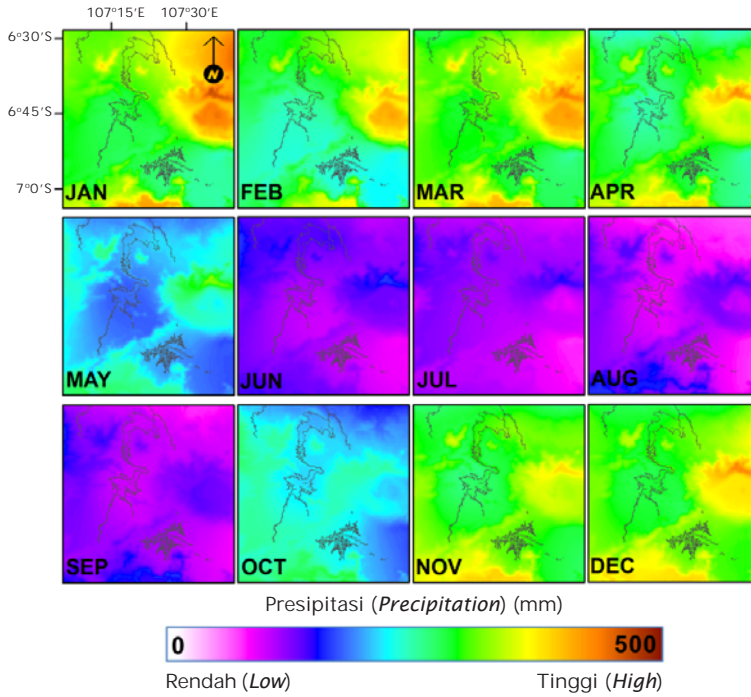 107°15'E 107°30'E
6°30'S
N
6°45'S
7°0'S
JAN FEB MAR APR
MAY JUN JUL AUG
SEP OCT NOV DEC
Presipitasi (Precipitation) (mm)
0 500
Rendah (Low) Tinggi (High)